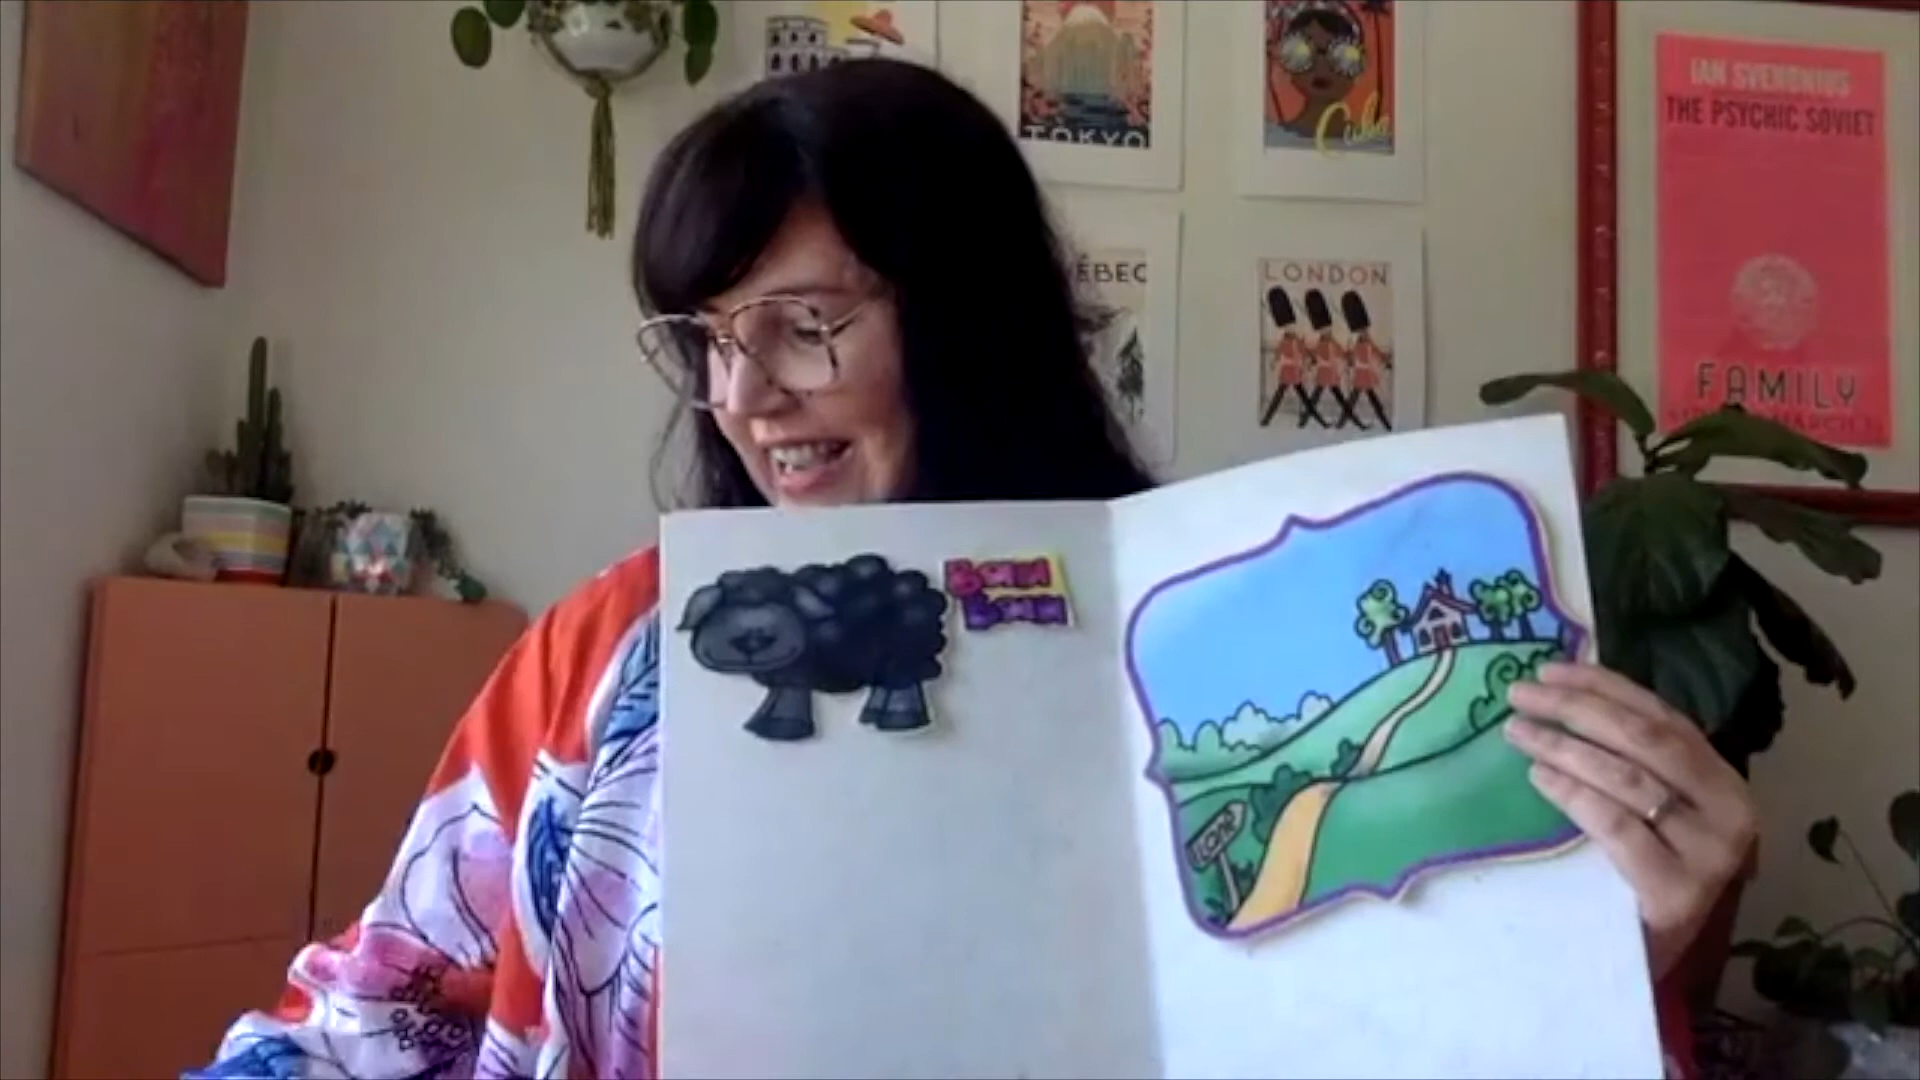 TOKYO
Cuba
ÉBEC
LONDON
IAN SVENONIUS
THE PSYCHIC SOVIET
FAMILY
Baa
Baa